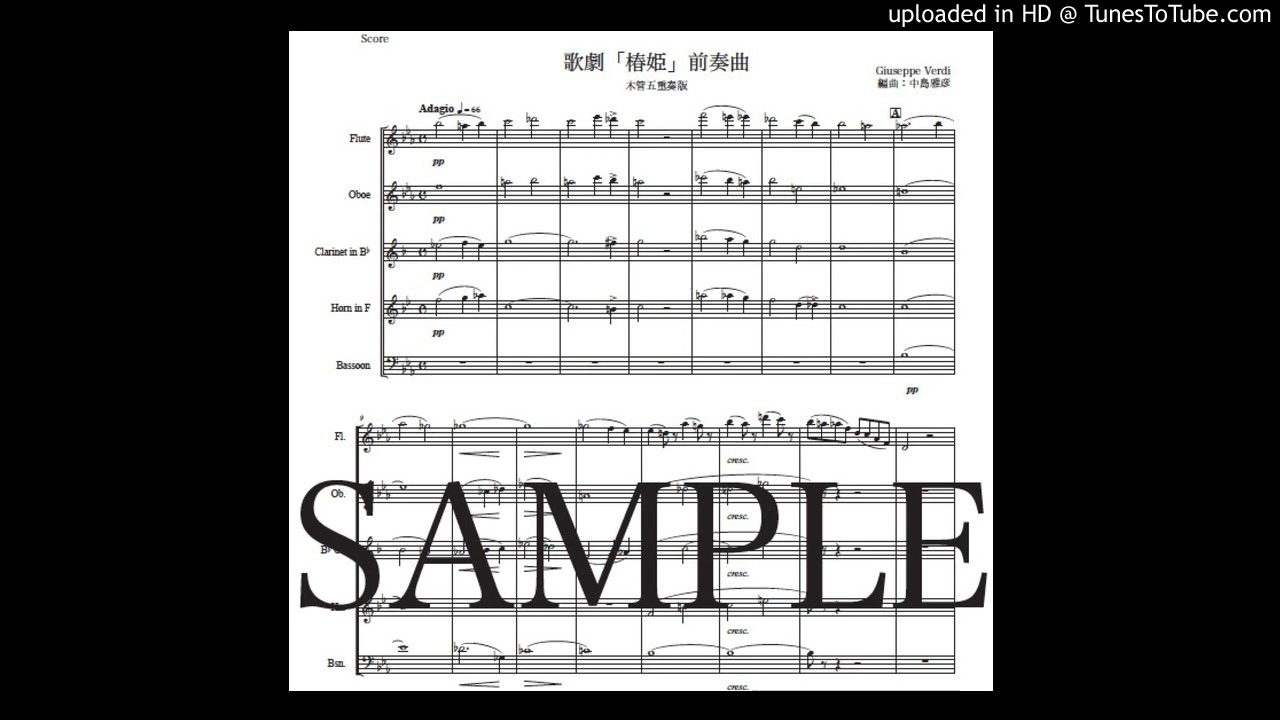 uploaded in HD @ TunesToTube.com
Score
歌劇「椿姫」前奏曲
木管五重奏版
Giuseppe Verdi
編曲：中島雅彦
Adagio ♩=66
A
Flute
pp
Oboe
pp
Clarinet in B♭
pp
Horn in F
pp
Bassoon
pp
9
Fl.
cresc.
Ob.
cresc.
SAMPLE
cresc.
cresc.
Bsn.
cresc.